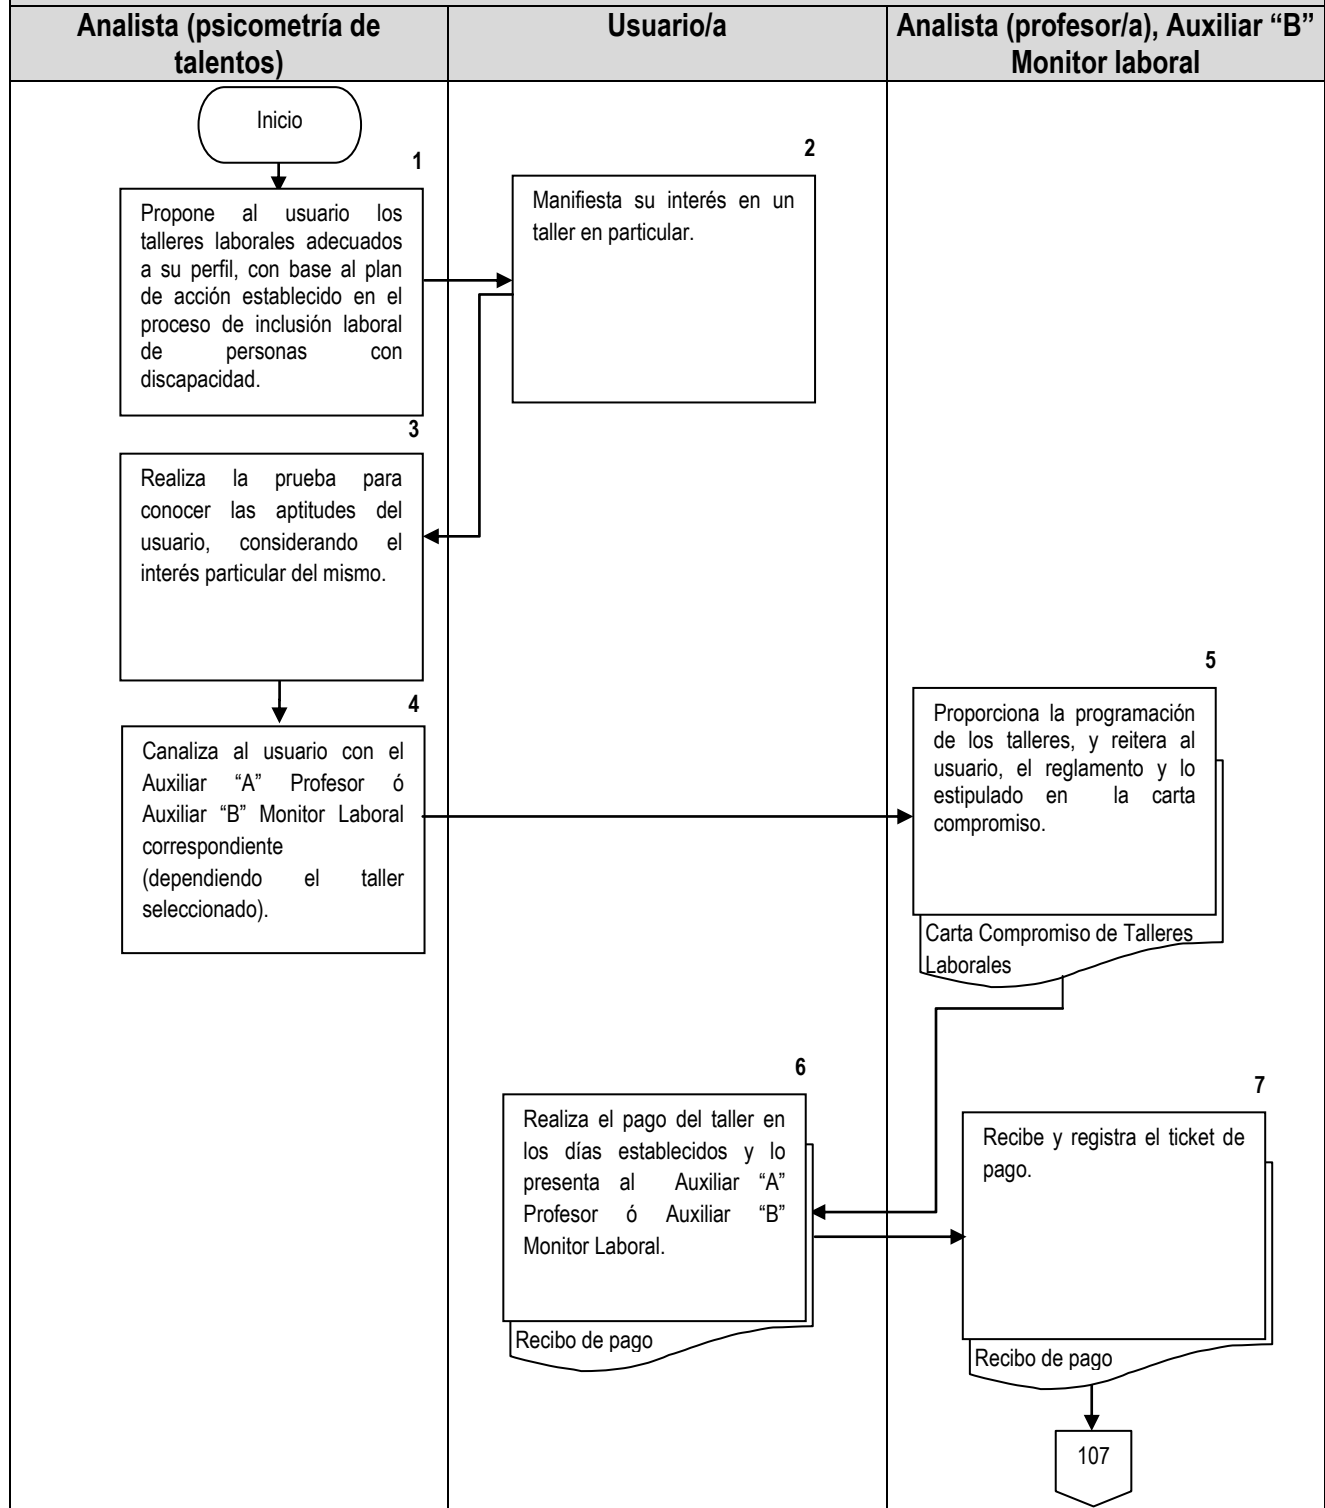 Analista (psicometría de
talentos)
Usuario/a
Analista (profesor/a), Auxiliar “B”
Monitor laboral
Inicio
1
Propone al usuario los
talleres laborales adecuados
a su perfil, con base al plan
de acción establecido en el
proceso de inclusión laboral
de personas con
discapacidad.
2
Manifiesta su interés en un
taller en particular.
3
Realiza la prueba para
conocer las aptitudes del
usuario, considerando el
interés particular del mismo.
4
Canaliza al usuario con el
Auxiliar “A” Profesor ó
Auxiliar “B” Monitor Laboral
correspondiente
(dependiendo el taller
seleccionado).
5
Proporciona la programación
de los talleres, y reitera al
usuario, el reglamento y lo
estipulado en la carta
compromiso.
Carta Compromiso de Talleres
Laborales
6
Realiza el pago del taller en
los días establecidos y lo
presenta al Auxiliar “A”
Profesor ó Auxiliar “B”
Monitor Laboral.
Recibo de pago
7
Recibe y registra el ticket de
pago.
Recibo de pago
107